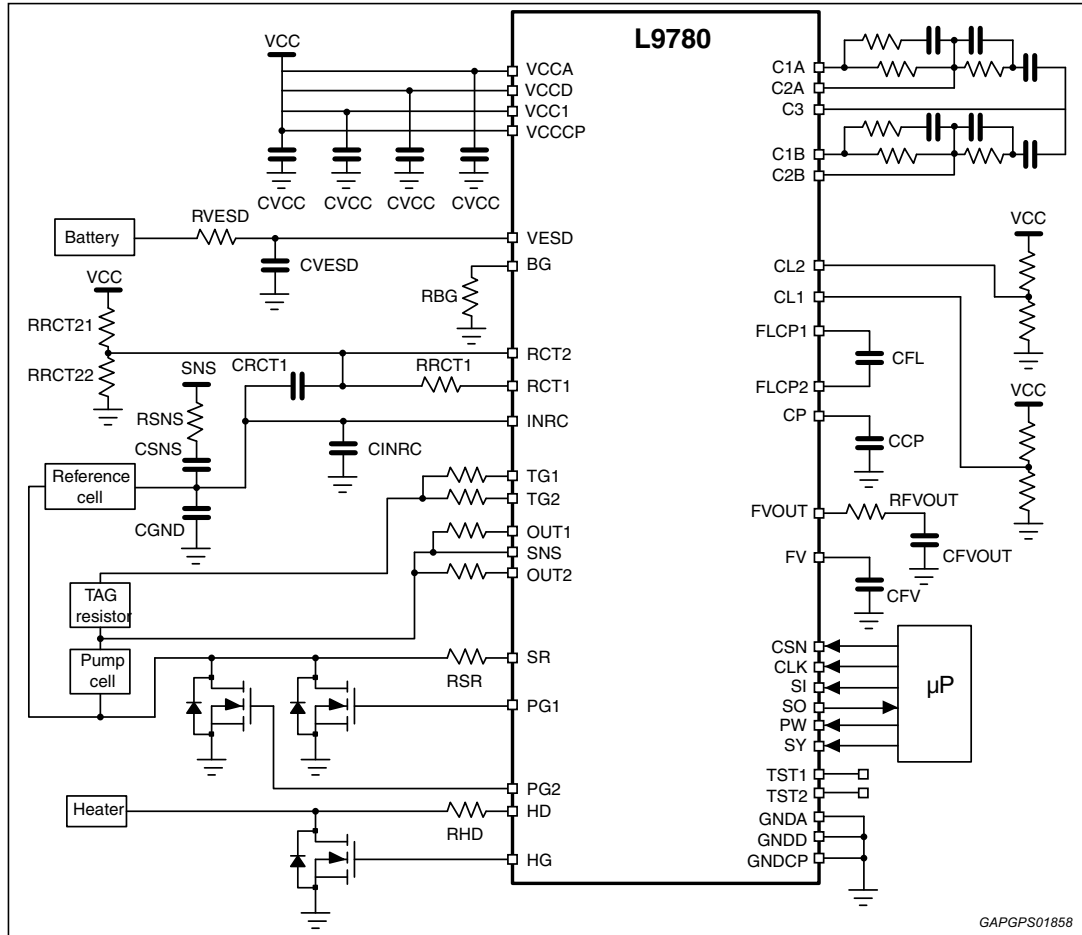 L9780
VCC
VCCA
VCCD
VCC1
VCCCP
CVCC CVCC CVCC CVCC
Battery
RVESD
CVESD
VESD
BG
RBG
VCC
RRCT21
RRCT22
CRCT1
RRCT1
RCT2
RCT1
INRC
SNS
RSNS
CSNS
CINRC
Reference
cell
CGND
TG1
TG2
OUT1
SNS
OUT2
TAG
resistor
Pump
cell
SR
RSR
PG1
PG2
Heater
HD
RHD
HG
C1A
C2A
C3
C1B
C2B
VCC
CL2
CL1
FLCP1
CFL
FLCP2
CP
CCP
VCC
FVOUT
RFVOUT
CFVOUT
FV
CFV
CSN
CLK
SI
SO
PW
SY
µP
TST1
TST2
GNDA
GNDD
GNDCP
GAPGPS01858